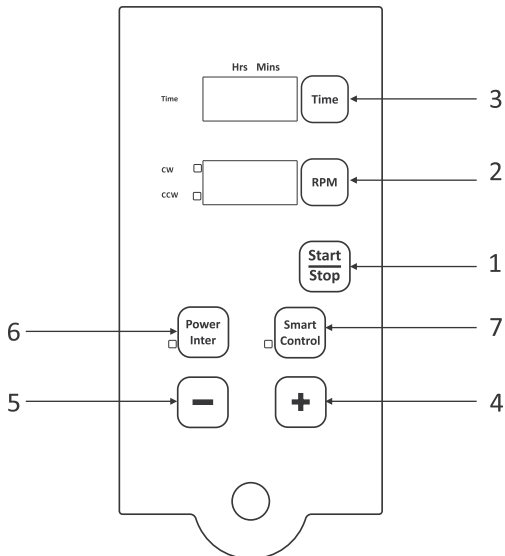 Hrs Mins
Time
Time
3
CW
CCW
RPM
2
Start
Stop
1
6
Power
Inter
Smart
Control
7
5
−
+
4